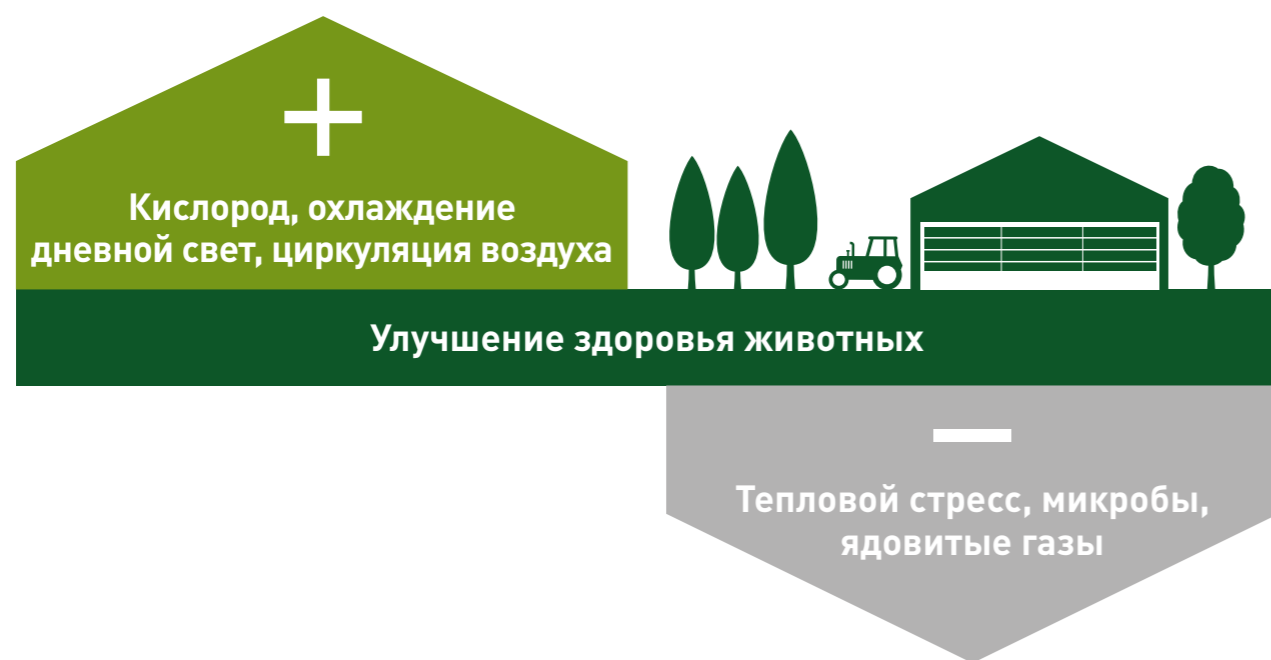 +
Кислород, охлаждение
дневной свет, циркуляция воздуха
Улучшение здоровья животных
–
Тепловой стресс, микробы,
ядовитые газы